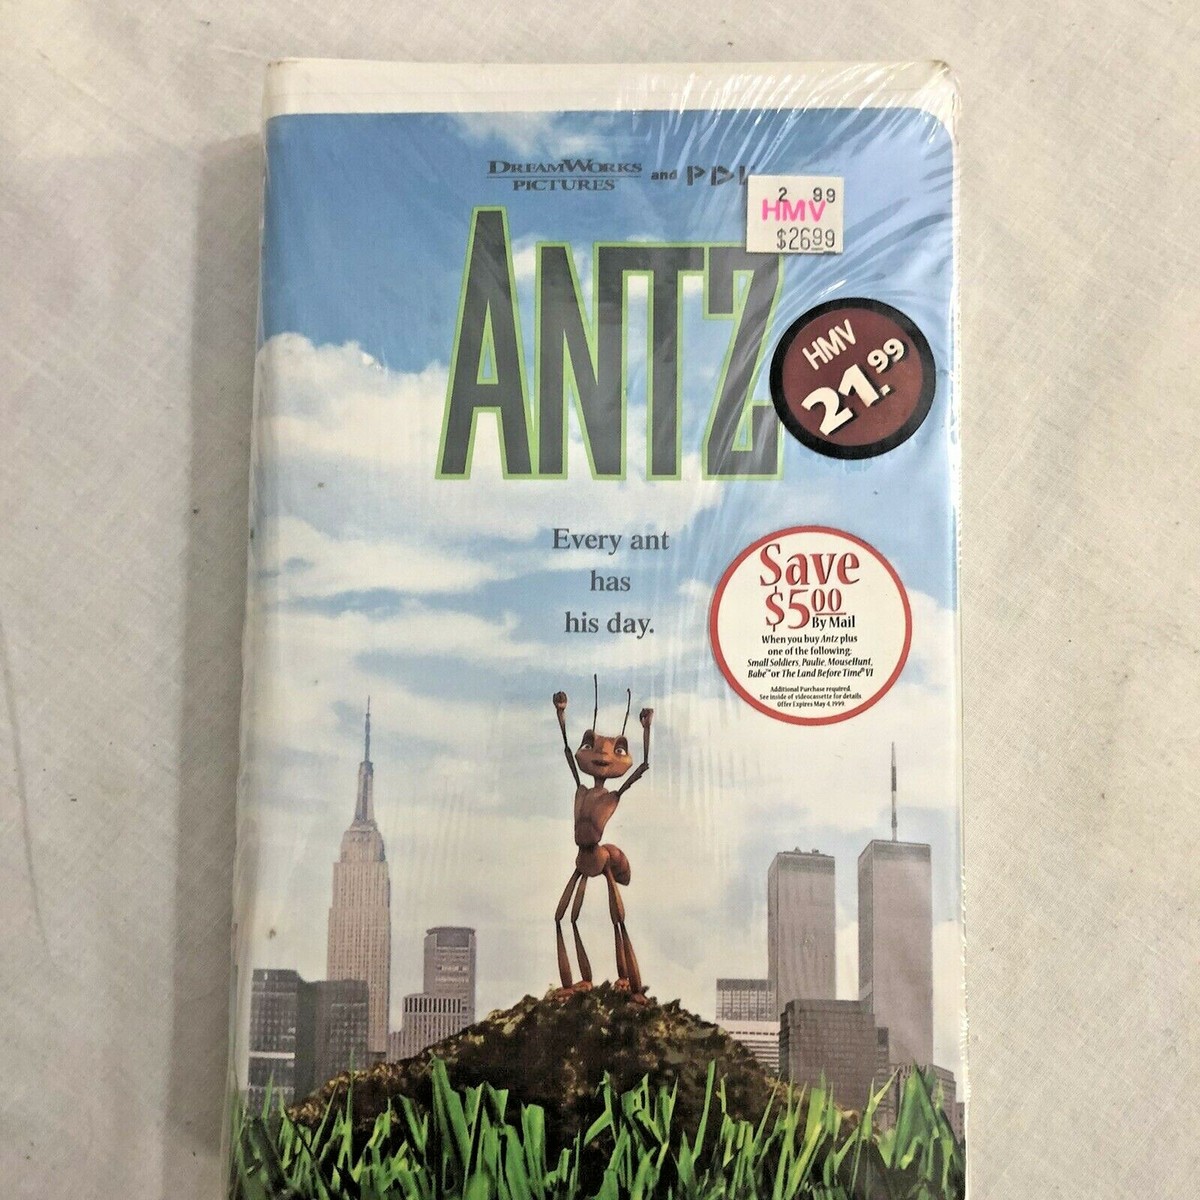 DREAMWORKS
PICTURES
and PDI
2 99
HMV
$26.99
ANTZ
HMV
21.99
Every ant
has
his day.
Save
$5.00
By Mail
When you buy Antz plus
one of the following:
Small Soldiers, Paulie, MouseHunt,
Babe™ or The Land Before Time® VI
Additional Purchase required.
See inside of videocassette for details.
Offer Expires May 4, 1999.